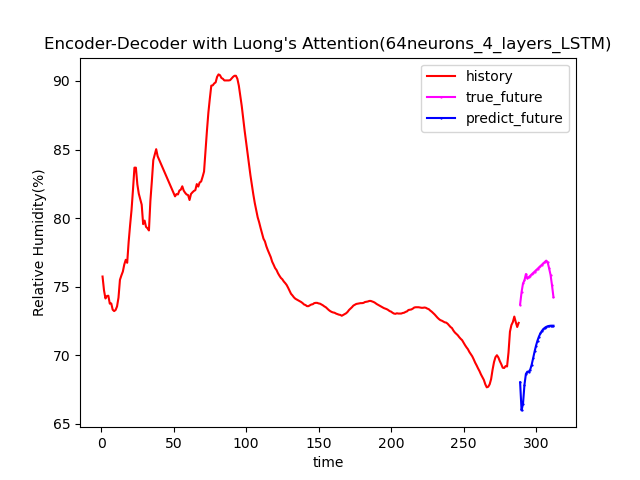 Encoder-Decoder with Luong's Attention(64neurons_4_layers_LSTM)
history
true_future
predict_future
Relative Humidity(%)
90
85
80
75
70
65
0 50 100 150 200 250 300
time